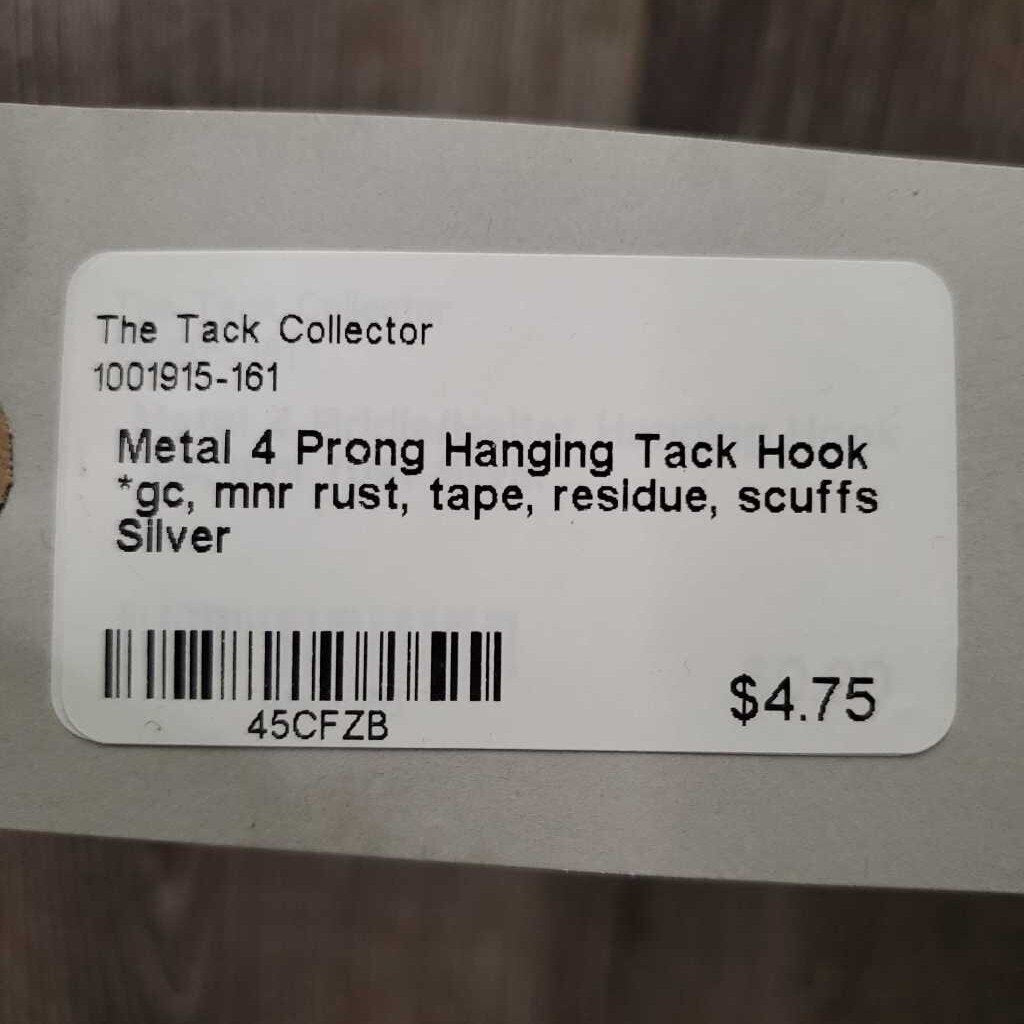 The Tack Collector
1001915-161
Metal 4 Prong Hanging Tack Hook
*gc, mnr rust, tape, residue, scuffs
Silver
45CFZB
$4.75